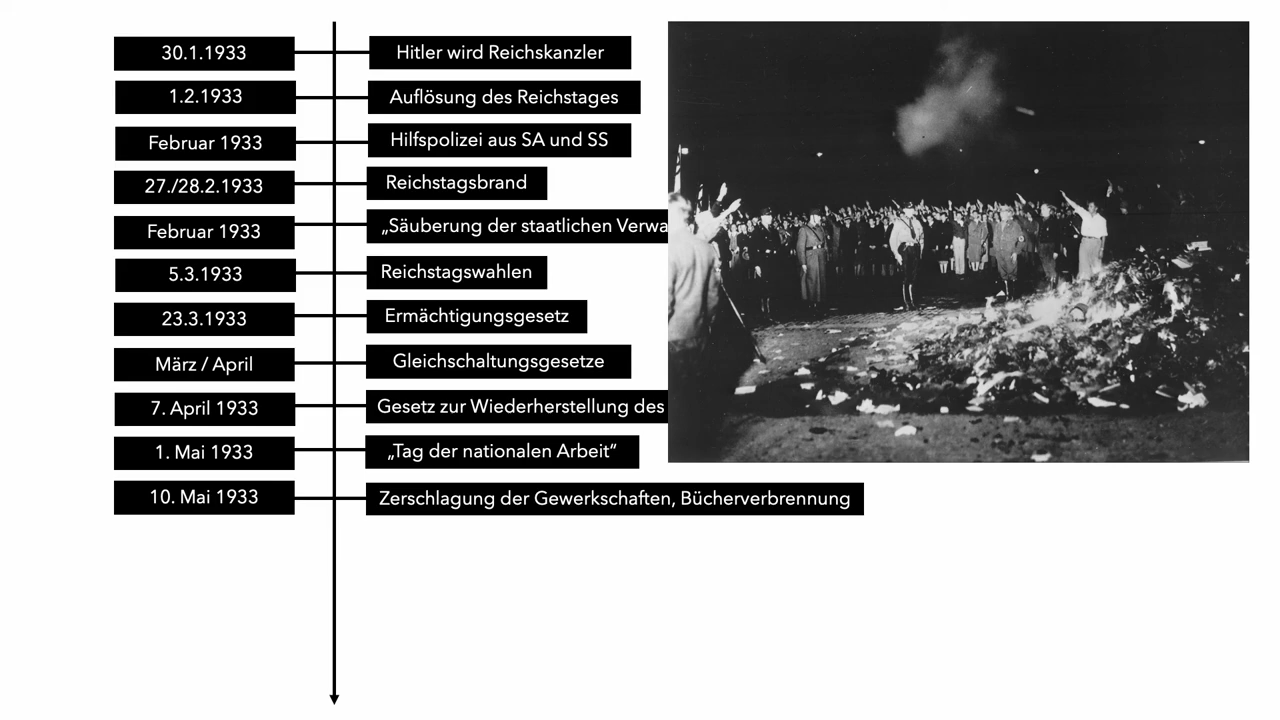 30.1.1933 Hitler wird Reichskanzler
1.2.1933 Auflösung des Reichstages
Februar 1933 Hilfspolizei aus SA und SS
27./28.2.1933 Reichstagsbrand
Februar 1933 „Säuberung der staatlichen Verwa
5.3.1933 Reichstagswahlen
23.3.1933 Ermächtigungsgesetz
März / April Gleichschaltungsgesetze
7. April 1933 Gesetz zur Wiederherstellung des
1. Mai 1933 „Tag der nationalen Arbeit“
10. Mai 1933 Zerschlagung der Gewerkschaften, Bücherverbrennung